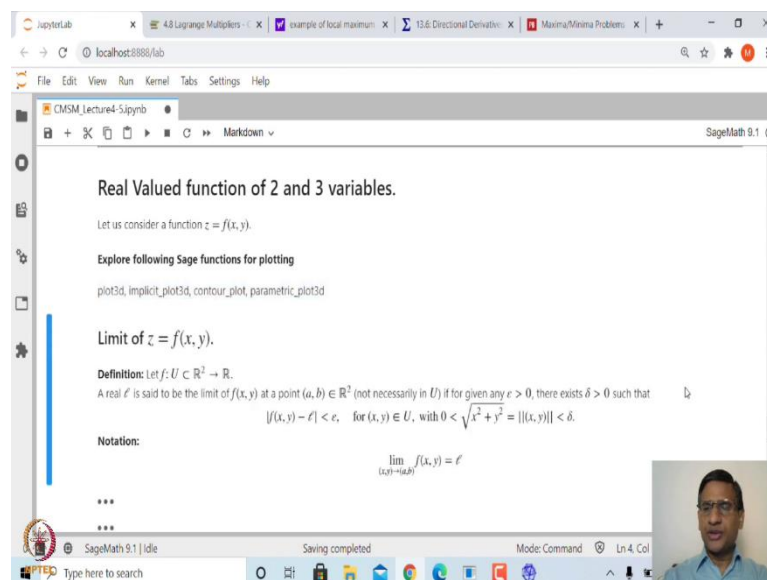 JupyterLab
4.8 Lagrange Multipliers - C
example of local maximum
13.6: Directional Derivative
Maxima/Minima Problems
localhost:8888/lab
File Edit View Run Kernel Tabs Settings Help
CMSM_Lecture4-5.ipynb
Markdown
SageMath 9.1
Real Valued function of 2 and 3 variables.
Let us consider a function z = f(x, y).
Explore following Sage functions for plotting
plot3d, implicit_plot3d, contour_plot, parametric_plot3d
Limit of z = f(x, y).
Definition: Let f: U ⊂ ℝ² → ℝ.
A real ℓ is said to be the limit of f(x, y) at a point (a, b) ∈ ℝ² (not necessarily in U) if for given any ϵ > 0, there exists δ > 0 such that
|f(x, y) − ℓ| < ϵ, for (x, y) ∈ U, with 0 < √(x² + y²) = ||(x, y)|| < δ.
Notation:
lim (x,y)→(a,b) f(x, y) = ℓ
SageMath 9.1 | Idle
Saving completed
Mode: Command
Ln 4, Col
NPTEL
Type here to search